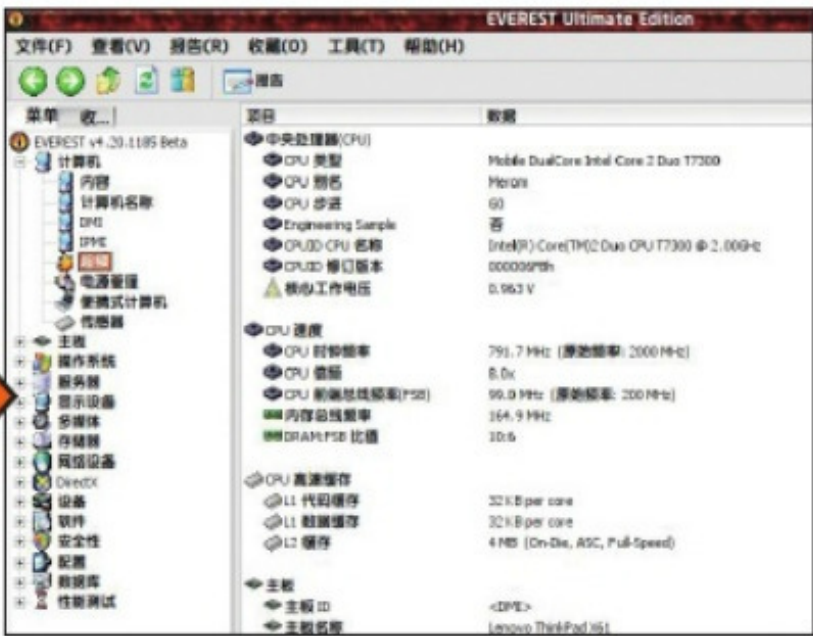 EVEREST Ultimate Edition
文件(F) 查看(V) 报告(R) 收藏(O) 工具(T) 帮助(H)
报告
菜单 收...
项目 数据
EVEREST v4.20.1185 Beta
计算机
内容
计算机名称
DMI
IPMI
超频
电源管理
便携式计算机
传感器
主板
操作系统
服务器
显示设备
多媒体
存储器
网络设备
DirectX
设备
软件
安全性
配置
数据库
性能测试
中央处理器(CPU)
CPU 类型 Mobile DualCore Intel Core 2 Duo T7300
CPU 别名 Merom
CPU 步进 G0
Engineering Sample 否
CPUID CPU 名称 Intel(R) Core(TM)2 Duo CPU T7300 @ 2.00GHz
CPUID 修订版本 000006FBh
核心工作电压 0.963 V
CPU 速度
CPU 时钟频率 791.7 MHz (原始频率: 2000 MHz)
CPU 倍频 8.0x
CPU 前端总线频率(FSB) 99.0 MHz (原始频率: 200 MHz)
内存总线频率 164.9 MHz
DRAM:FSB 比值 10:6
CPU 高速缓存
L1 代码缓存 32 KB per core
L1 数据缓存 32 KB per core
L2 缓存 4 MB (On-Die, ASC, Full-Speed)
主板
主板 ID <DMI>
主板名称 Lenovo ThinkPad X61